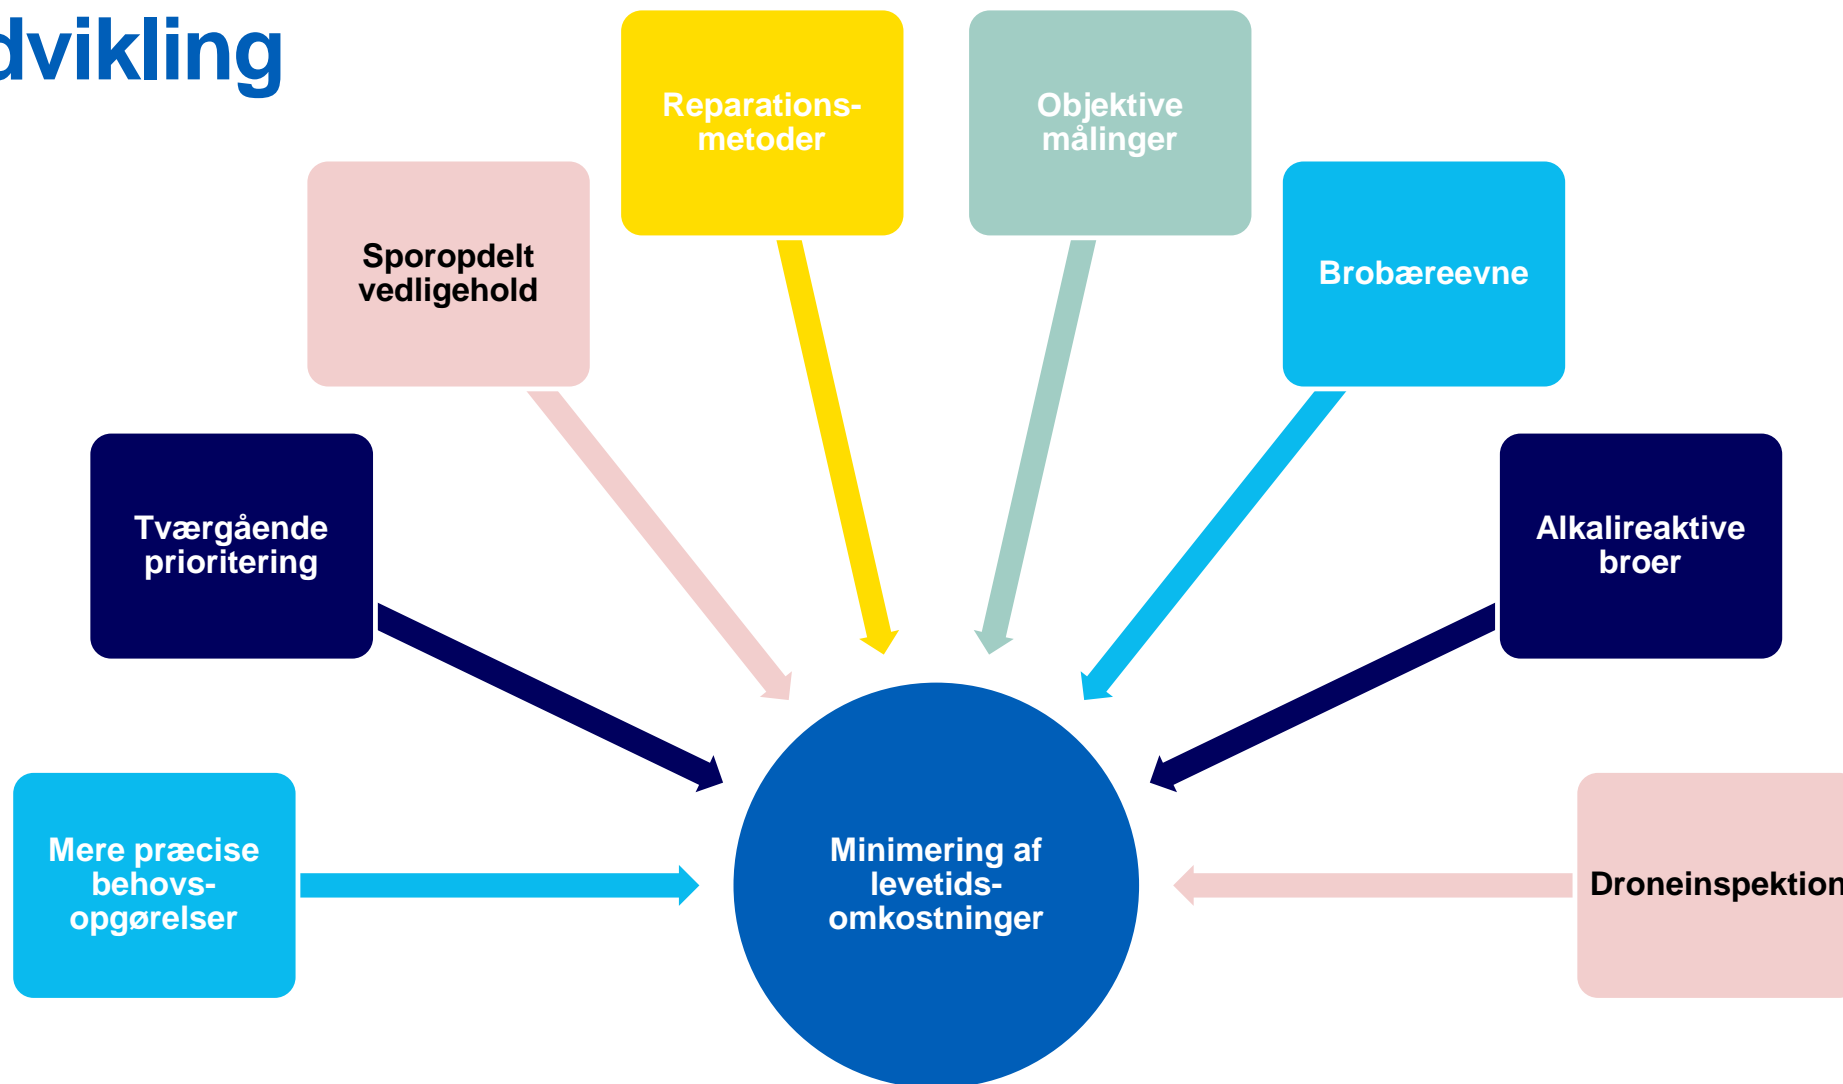 dvikling
Reparations-
metoder
Objektive
målinger
Sporopdelt
vedligehold
Brobæreevne
Tværgående
prioritering
Alkalireaktive
broer
Mere præcise
behovs-
opgørelser
Minimering af
levetids-
omkostninger
Droneinspektion